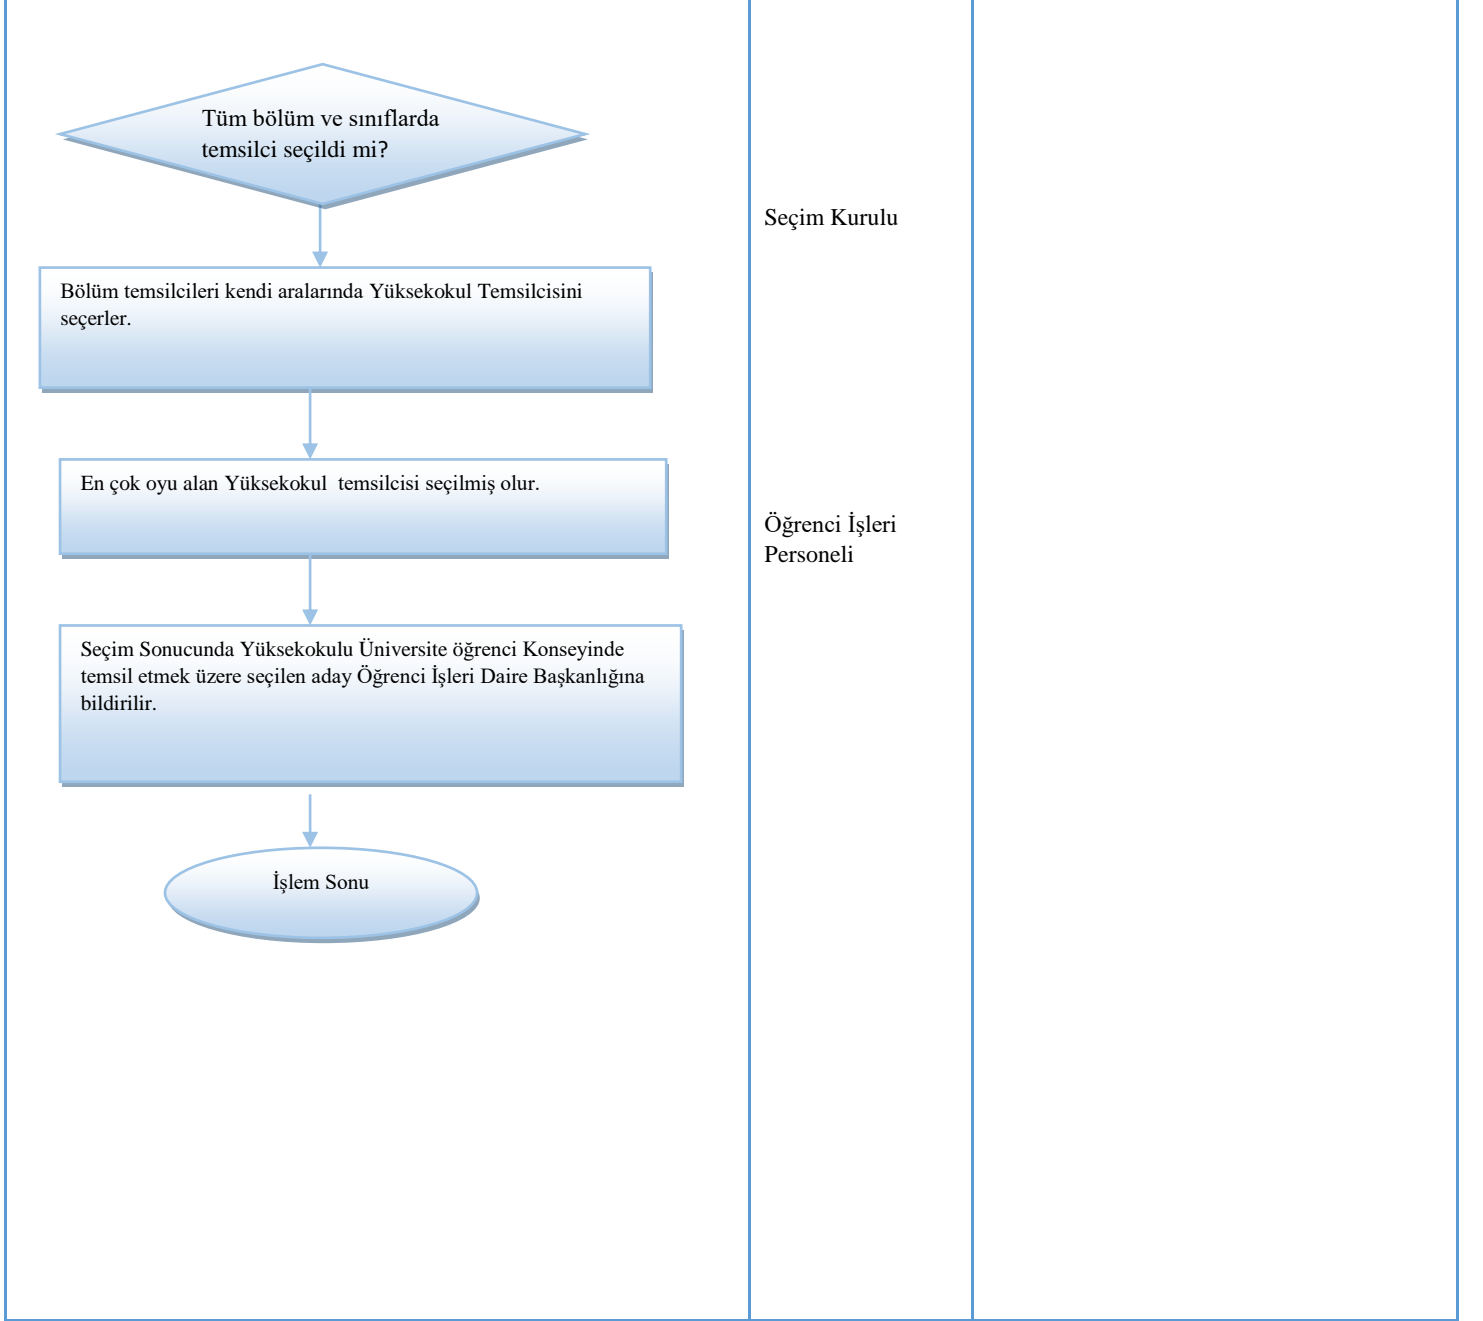 Tüm bölüm ve sınıflarda
temsilci seçildi mi?
Bölüm temsilcileri kendi aralarında Yüksekokul Temsilcisini
seçerler.
En çok oyu alan Yüksekokul  temsilcisi seçilmiş olur.
Seçim Sonucunda Yüksekokulu Üniversite öğrenci Konseyinde
temsil etmek üzere seçilen aday Öğrenci İşleri Daire Başkanlığına
bildirilir.
İşlem Sonu
Seçim Kurulu
Öğrenci İşleri
Personeli